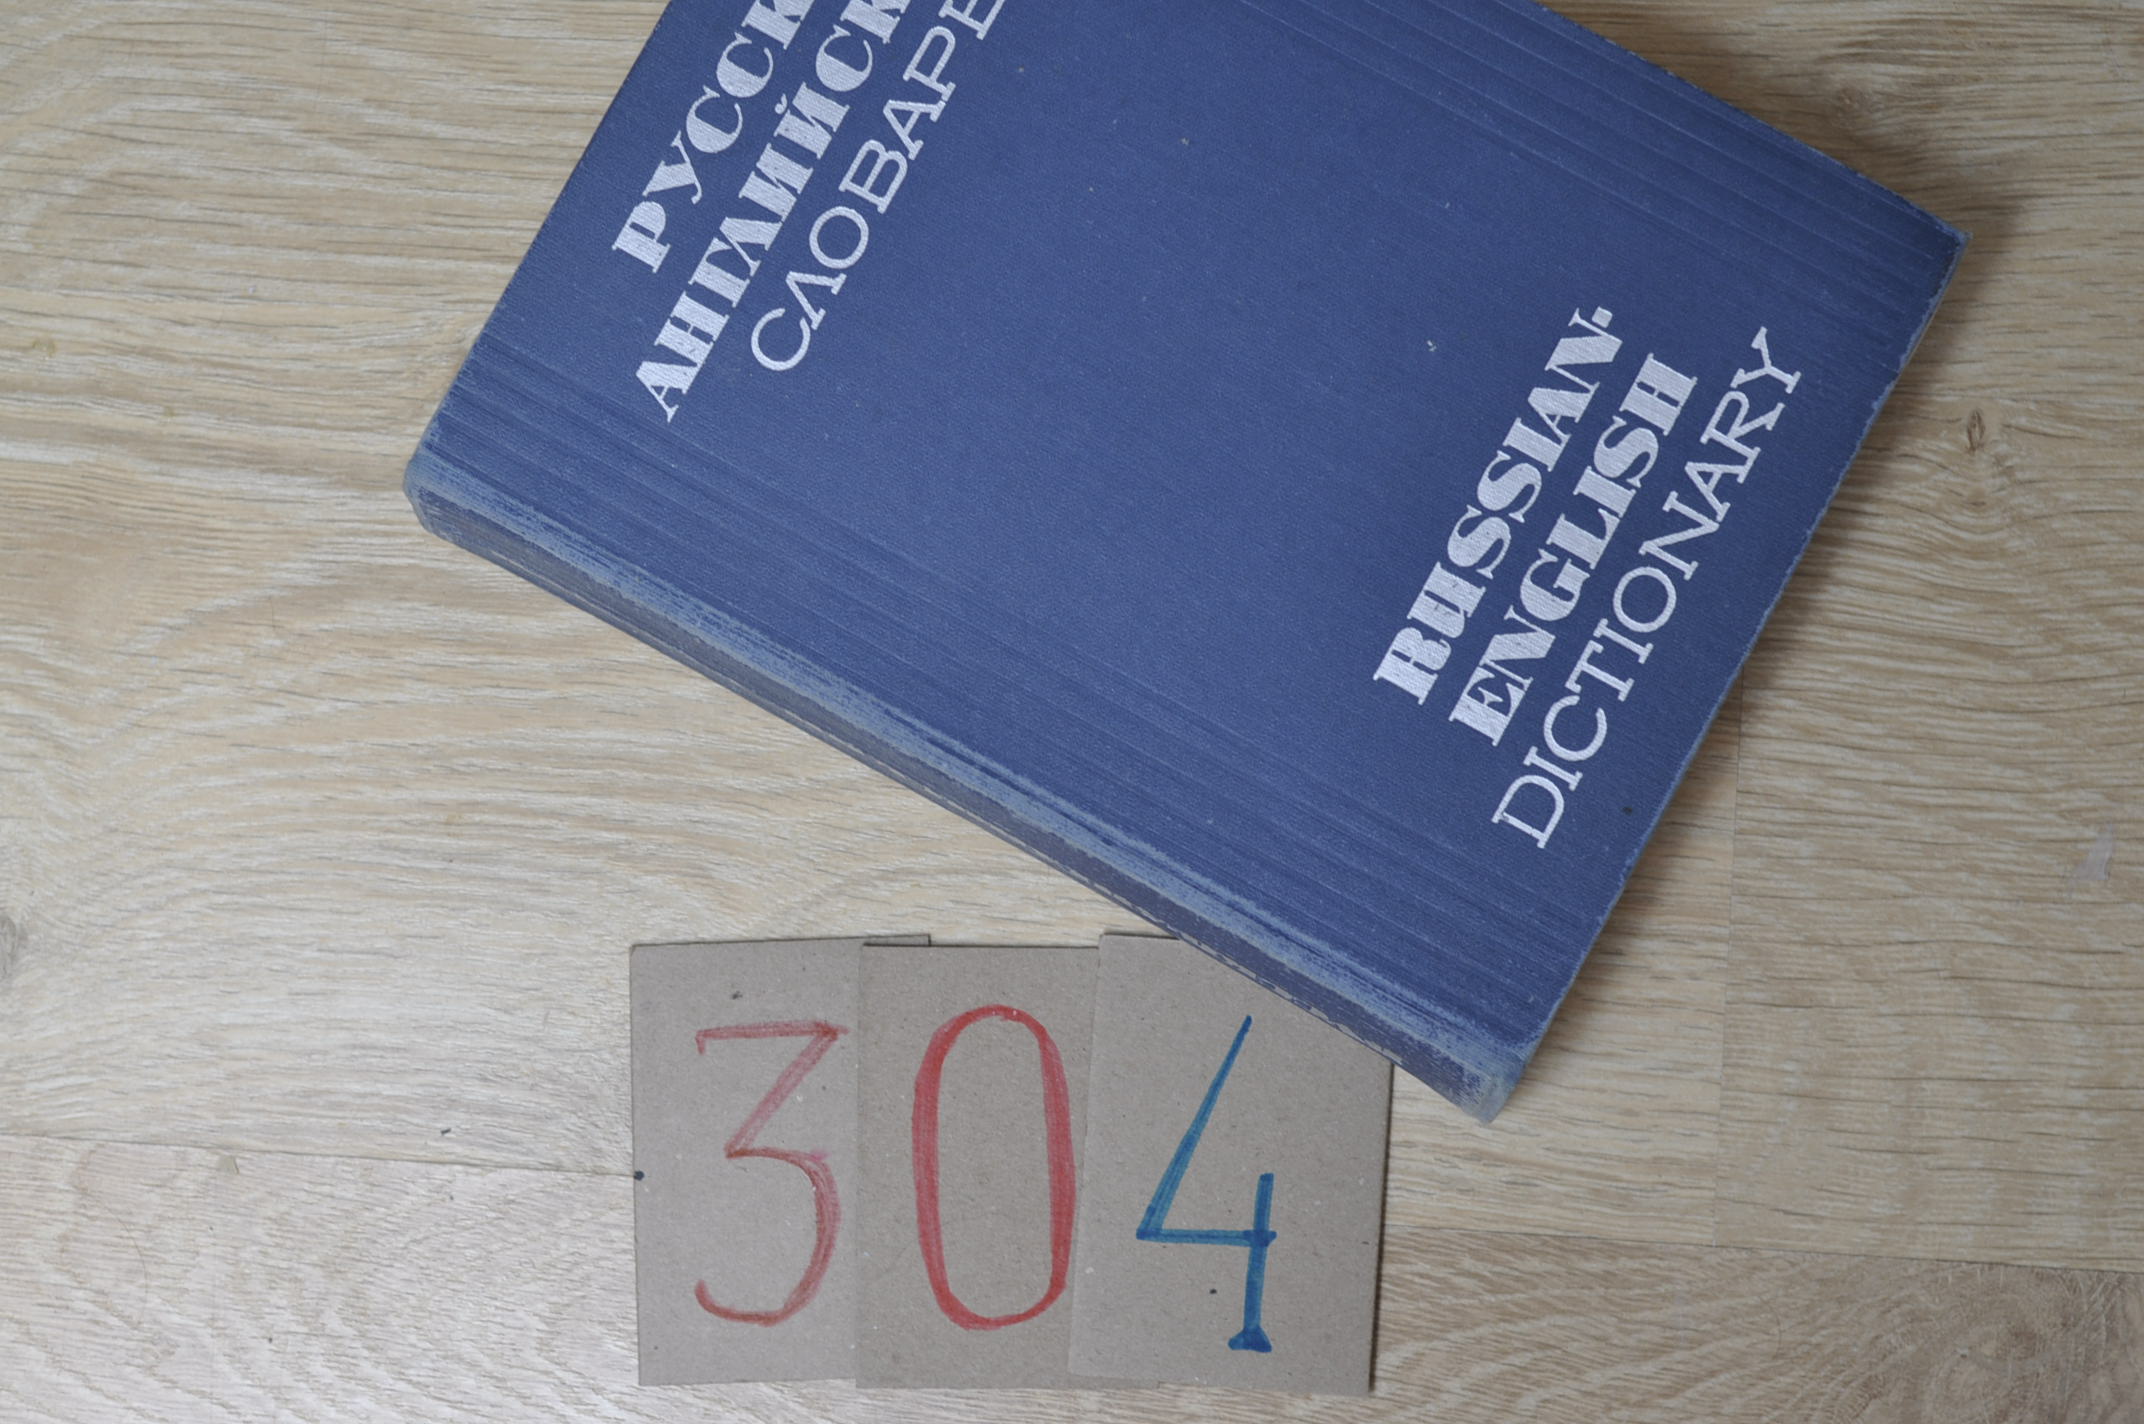 РУССК
АНГЛИЙСК
СЛОВАРЬ
RUSSIAN-
ENGLISH
DICTIONARY
304